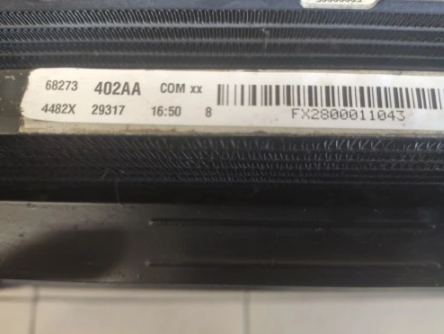 68273 402AA COM xx
4482X 29317 16:50 8
FX2800011043